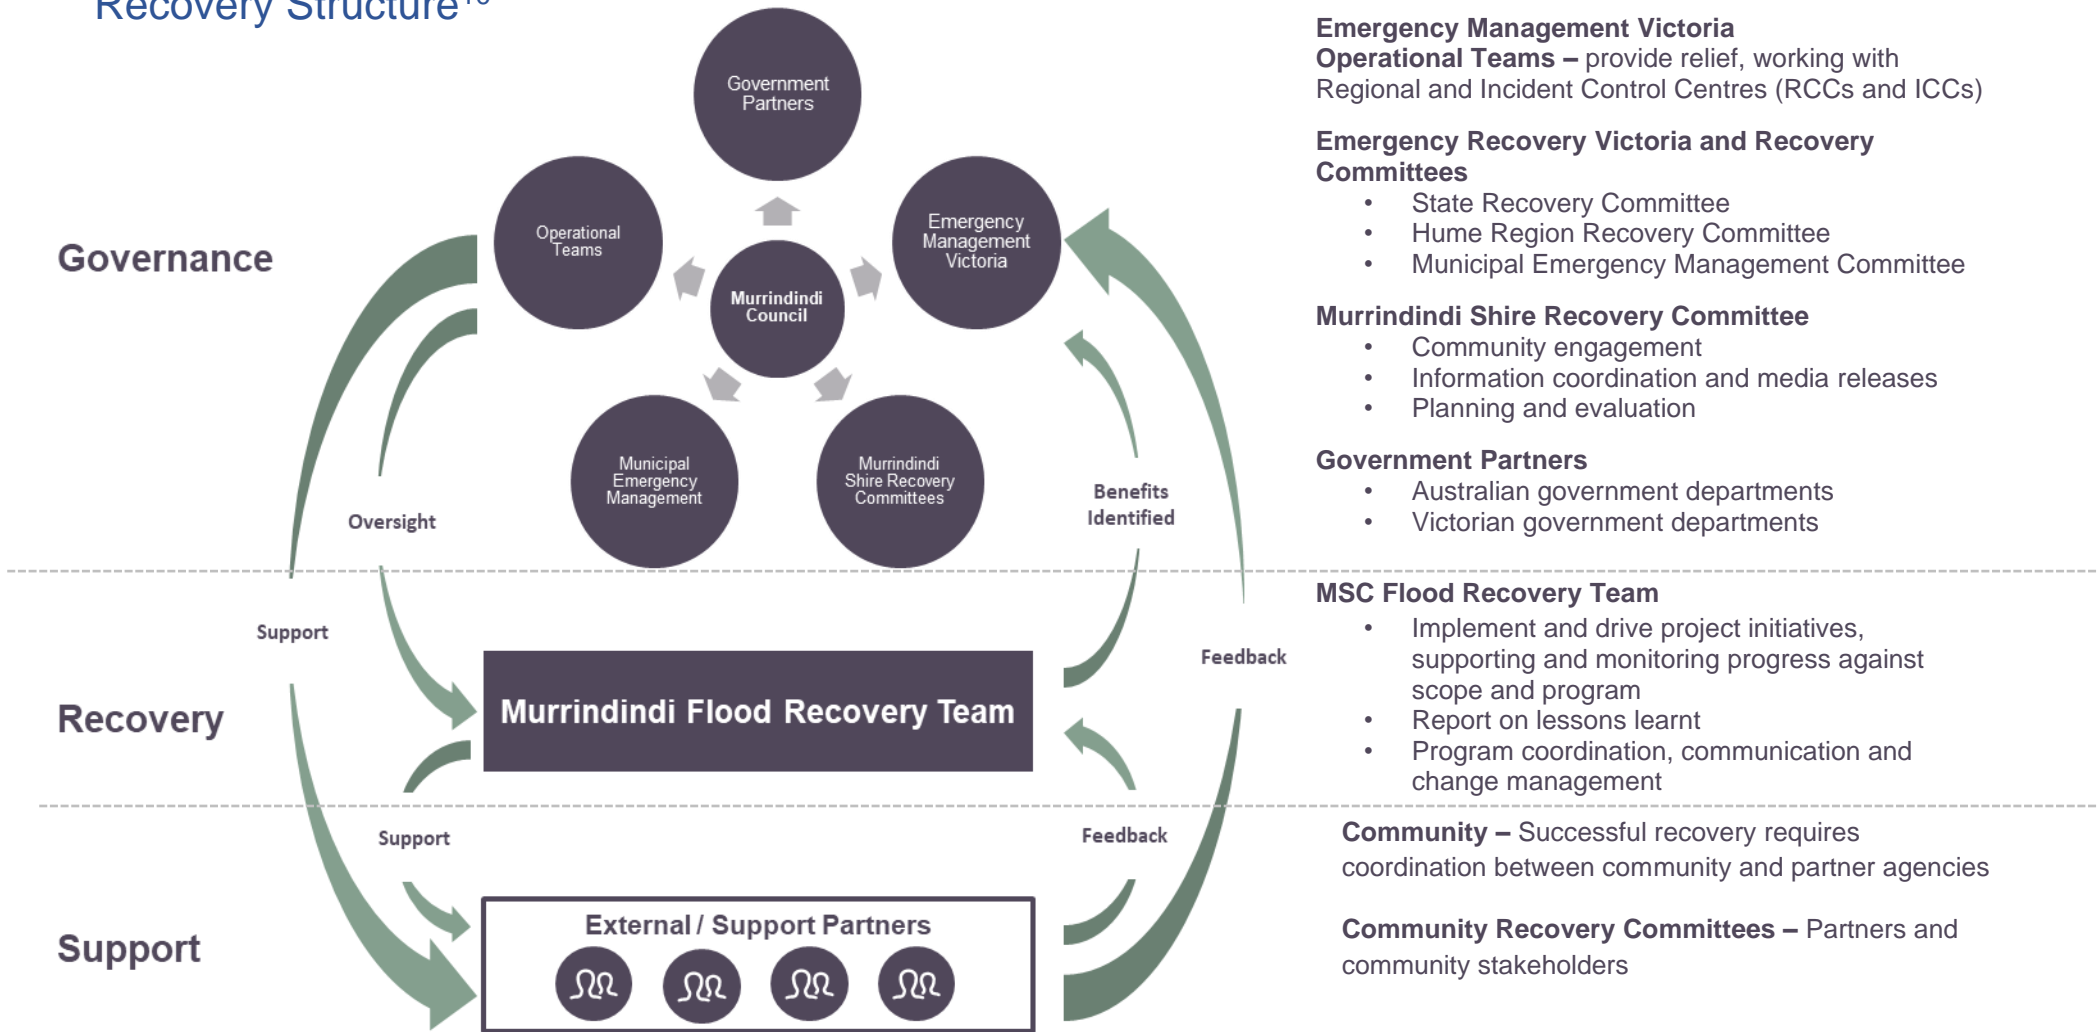 Recovery Structure¹⁰
Governance
Government
Partners
Operational
Teams
Emergency
Management
Victoria
Murrindindi
Council
Municipal
Emergency
Management
Murrindindi
Shire Recovery
Committees
Oversight
Benefits
Identified
Support
Feedback
Recovery
Murrindindi Flood Recovery Team
Support
Feedback
Support
External / Support Partners
Emergency Management Victoria
Operational Teams – provide relief, working with
Regional and Incident Control Centres (RCCs and ICCs)
Emergency Recovery Victoria and Recovery
Committees
• State Recovery Committee
• Hume Region Recovery Committee
• Municipal Emergency Management Committee
Murrindindi Shire Recovery Committee
• Community engagement
• Information coordination and media releases
• Planning and evaluation
Government Partners
• Australian government departments
• Victorian government departments
MSC Flood Recovery Team
• Implement and drive project initiatives,
supporting and monitoring progress against
scope and program
• Report on lessons learnt
• Program coordination, communication and
change management
Community – Successful recovery requires
coordination between community and partner agencies
Community Recovery Committees – Partners and
community stakeholders